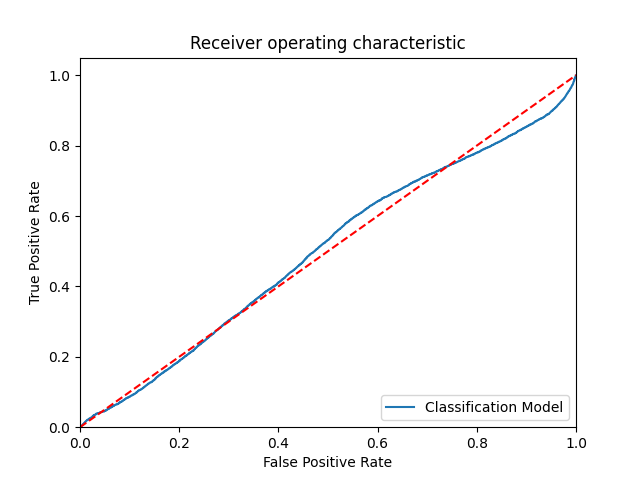 Receiver operating characteristic
1.0
0.8
0.6
0.4
0.2
0.0
True Positive Rate
Classification Model
0.0 0.2 0.4 0.6 0.8 1.0
False Positive Rate